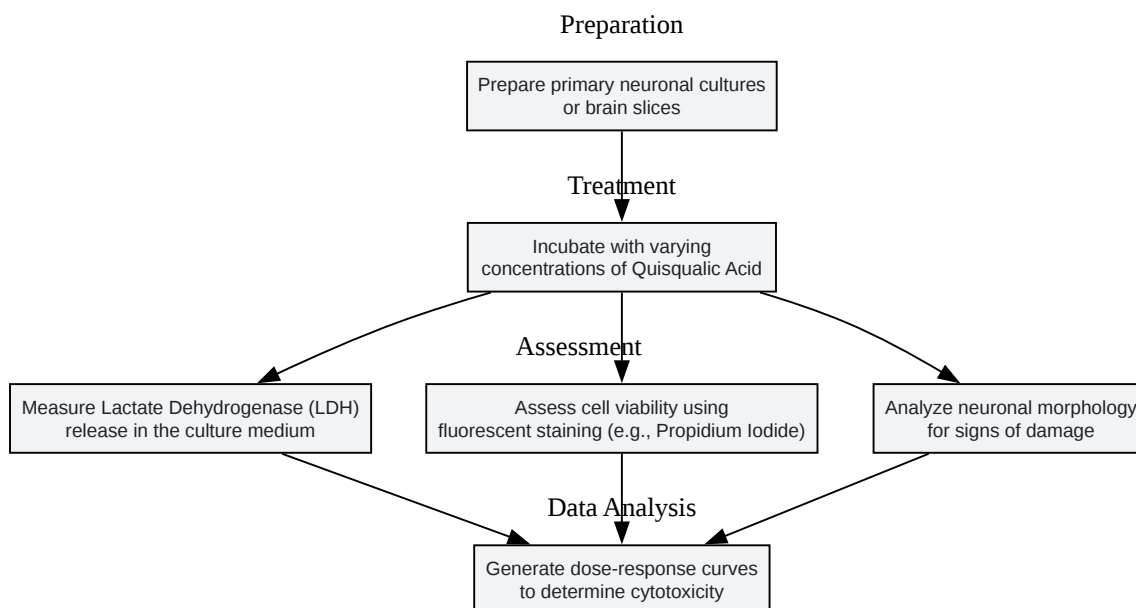 Preparation
Prepare primary neuronal cultures
or brain slices
Treatment
Incubate with varying
concentrations of Quisqualic Acid
Assessment
Measure Lactate Dehydrogenase (LDH)
release in the culture medium
Assess cell viability using
fluorescent staining (e.g., Propidium Iodide)
Analyze neuronal morphology
for signs of damage
Data Analysis
Generate dose-response curves
to determine cytotoxicity